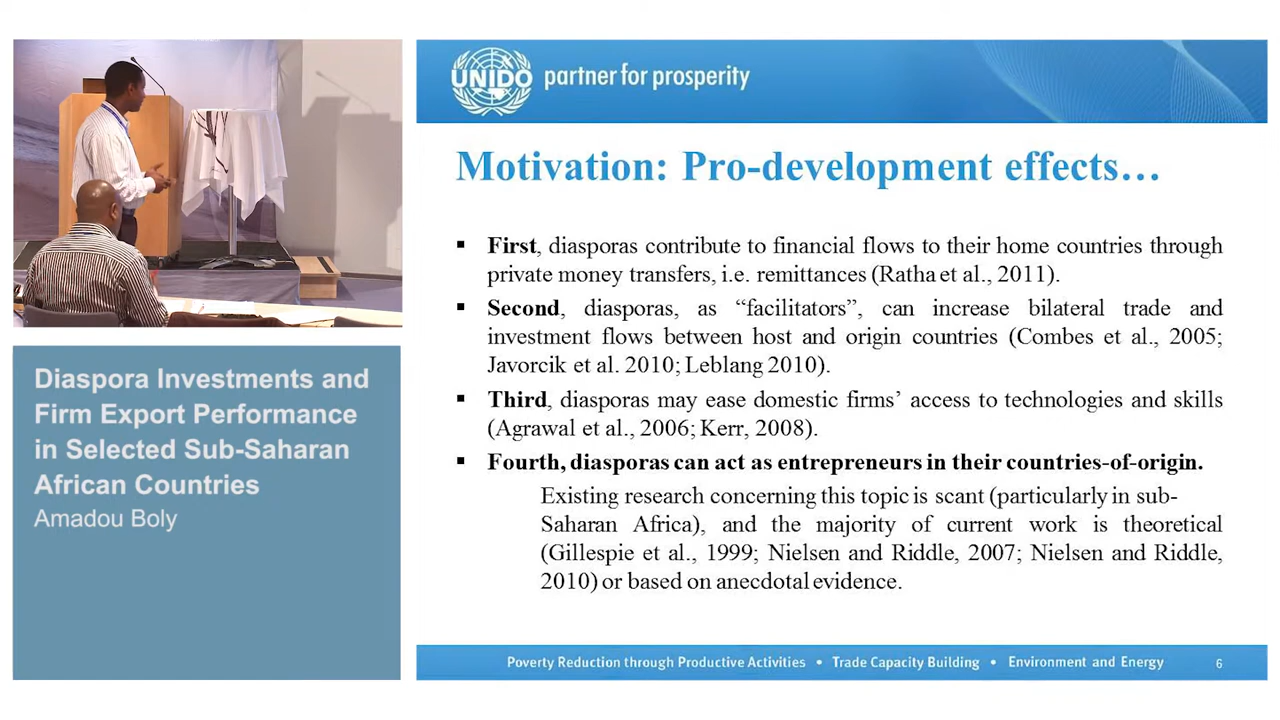 UNIDO partner for prosperity
Motivation: Pro-development effects…
▪ First, diasporas contribute to financial flows to their home countries through
private money transfers, i.e. remittances (Ratha et al., 2011).
▪ Second, diasporas, as “facilitators”, can increase bilateral trade and
investment flows between host and origin countries (Combes et al., 2005;
Javorcik et al. 2010; Leblang 2010).
▪ Third, diasporas may ease domestic firms’ access to technologies and skills
(Agrawal et al., 2006; Kerr, 2008).
▪ Fourth, diasporas can act as entrepreneurs in their countries-of-origin.
Existing research concerning this topic is scant (particularly in sub-
Saharan Africa), and the majority of current work is theoretical
(Gillespie et al., 1999; Nielsen and Riddle, 2007; Nielsen and Riddle,
2010) or based on anecdotal evidence.
Poverty Reduction through Productive Activities • Trade Capacity Building • Environment and Energy 6
Diaspora Investments and
Firm Export Performance
in Selected Sub-Saharan
African Countries
Amadou Boly